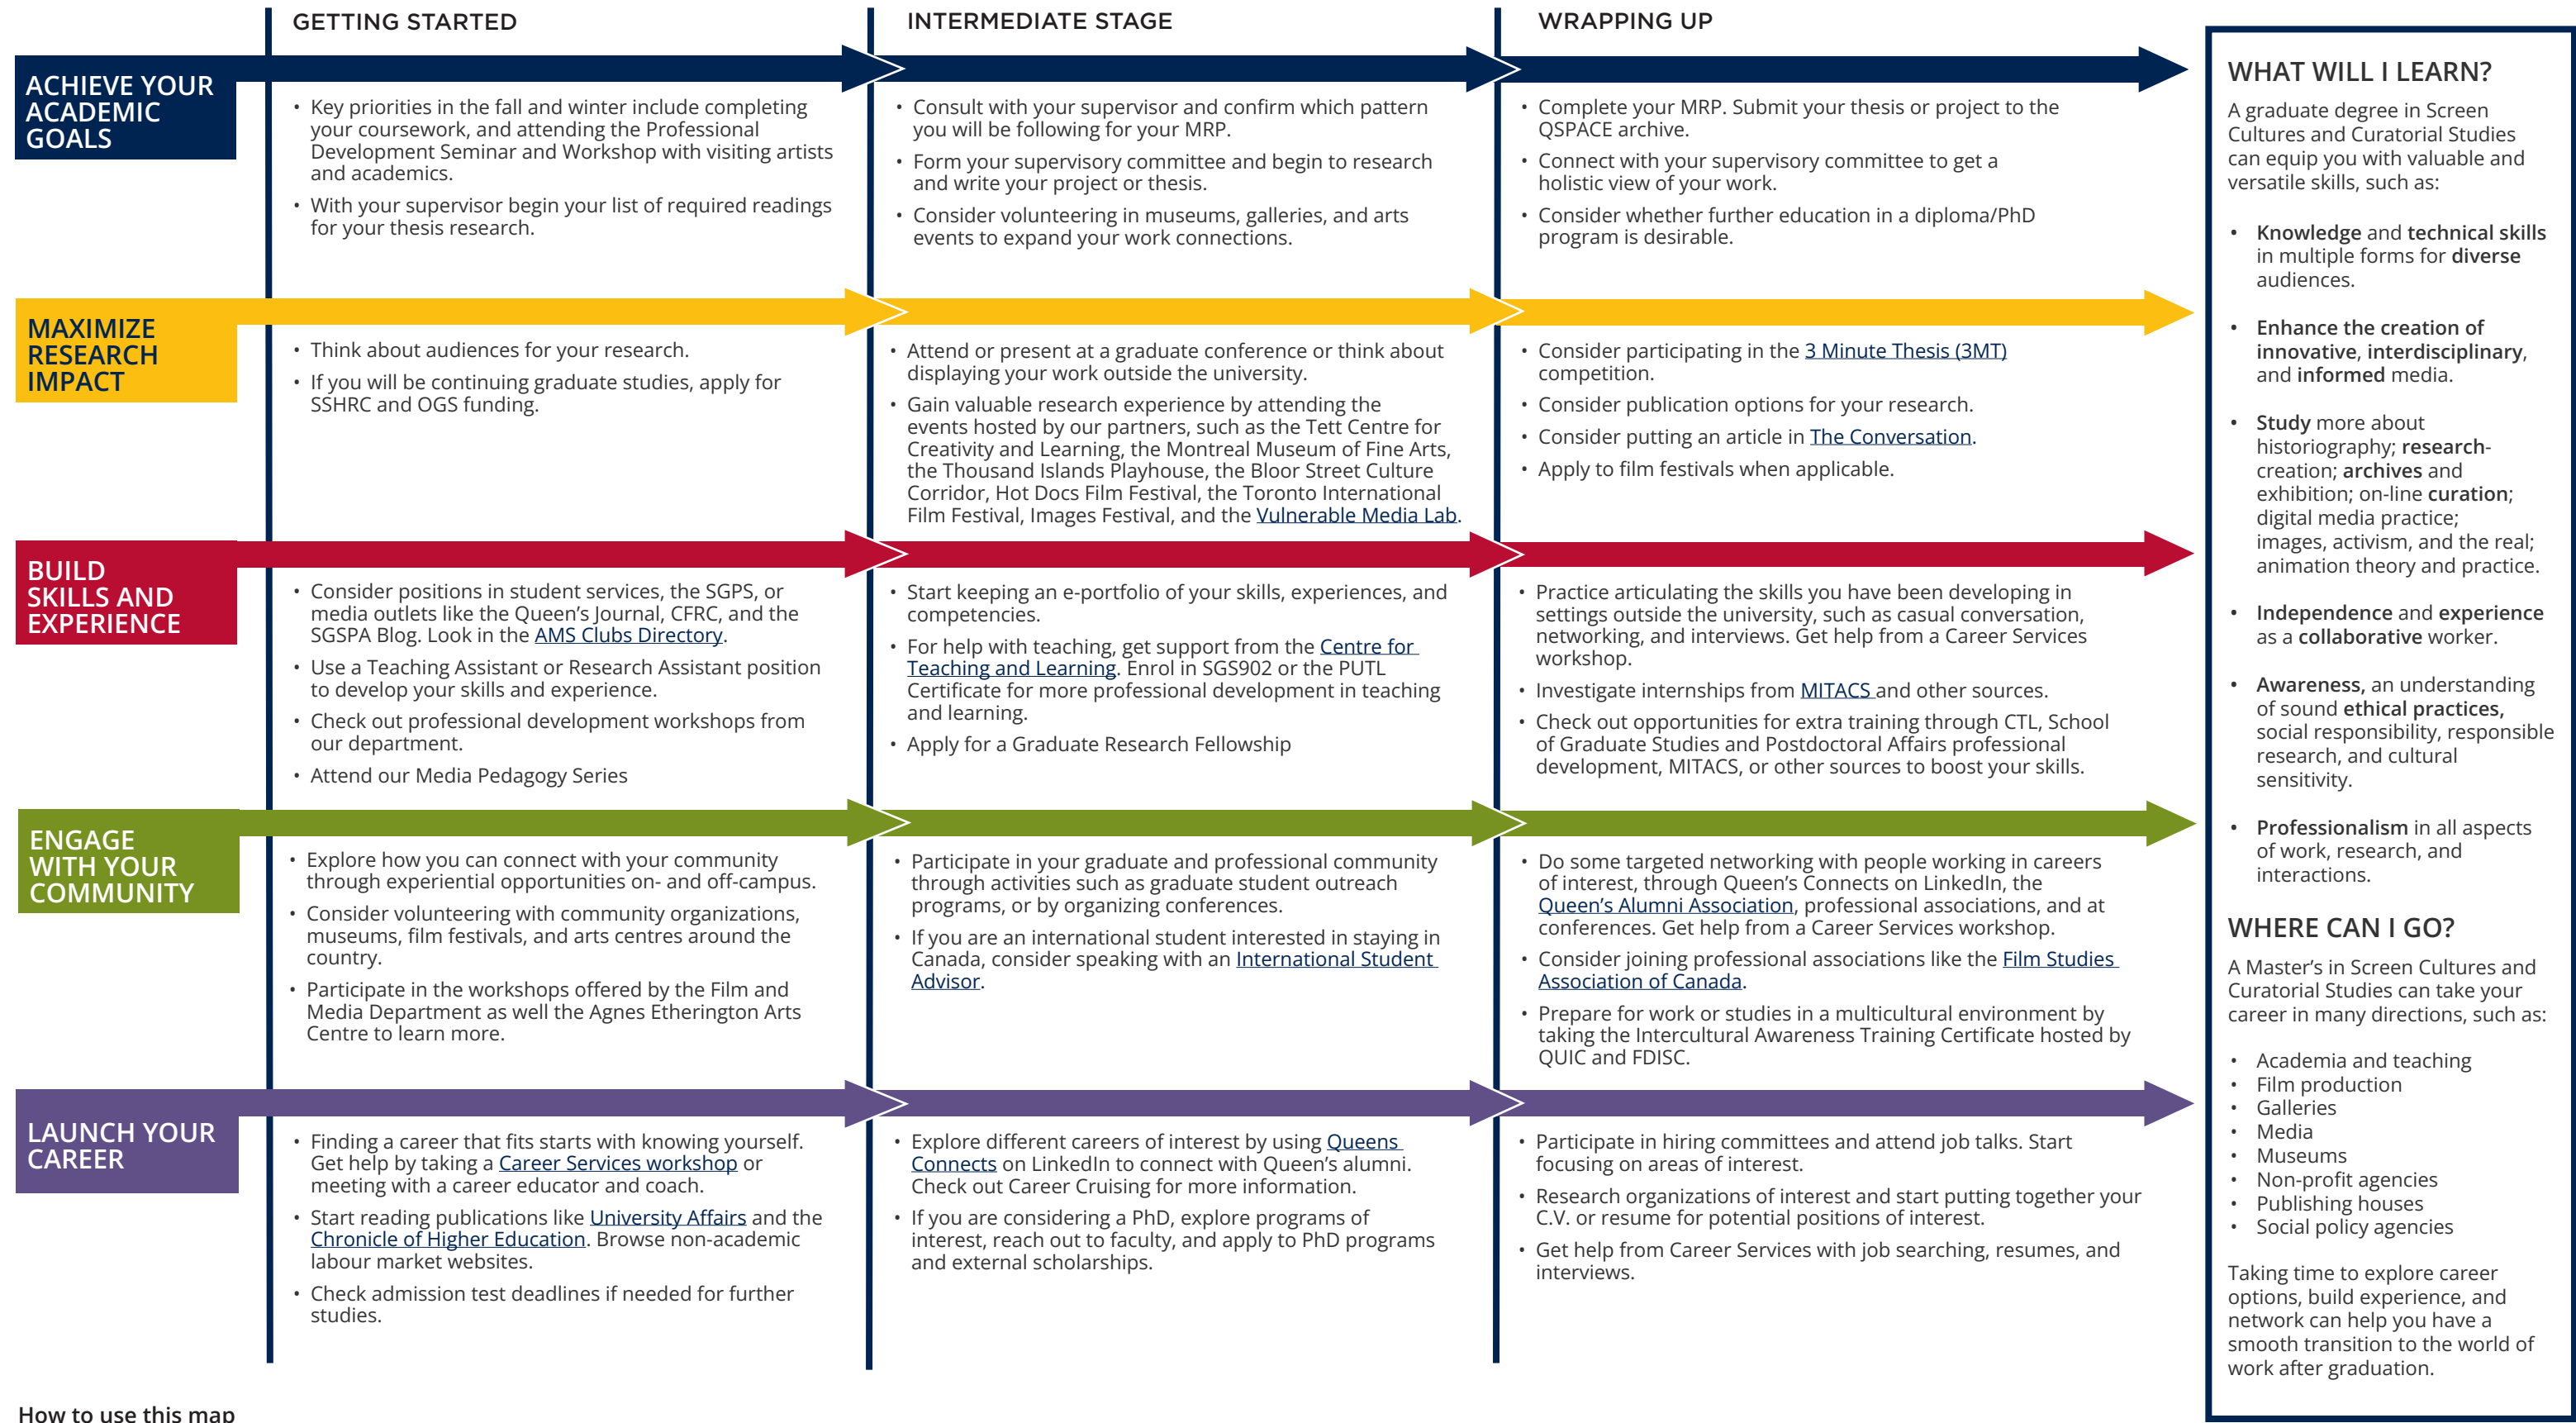 GETTING STARTED
INTERMEDIATE STAGE
WRAPPING UP
ACHIEVE YOUR
ACADEMIC
GOALS
• Key priorities in the fall and winter include completing
your coursework, and attending the Professional
Development Seminar and Workshop with visiting artists
and academics.
• With your supervisor begin your list of required readings
for your thesis research.
• Consult with your supervisor and confirm which pattern
you will be following for your MRP.
• Form your supervisory committee and begin to research
and write your project or thesis.
• Consider volunteering in museums, galleries, and arts
events to expand your work connections.
• Complete your MRP. Submit your thesis or project to the
QSPACE archive.
• Connect with your supervisory committee to get a
holistic view of your work.
• Consider whether further education in a diploma/PhD
program is desirable.
MAXIMIZE
RESEARCH
IMPACT
• Think about audiences for your research.
• If you will be continuing graduate studies, apply for
SSHRC and OGS funding.
• Attend or present at a graduate conference or think about
displaying your work outside the university.
• Gain valuable research experience by attending the
events hosted by our partners, such as the Tett Centre for
Creativity and Learning, the Montreal Museum of Fine Arts,
the Thousand Islands Playhouse, the Bloor Street Culture
Corridor, Hot Docs Film Festival, the Toronto International
Film Festival, Images Festival, and the Vulnerable Media Lab.
• Consider participating in the 3 Minute Thesis (3MT)
competition.
• Consider publication options for your research.
• Consider putting an article in The Conversation.
• Apply to film festivals when applicable.
BUILD
SKILLS AND
EXPERIENCE
• Consider positions in student services, the SGPS, or
media outlets like the Queen’s Journal, CFRC, and the
SGSPA Blog. Look in the AMS Clubs Directory.
• Use a Teaching Assistant or Research Assistant position
to develop your skills and experience.
• Check out professional development workshops from
our department.
• Attend our Media Pedagogy Series
• Start keeping an e-portfolio of your skills, experiences, and
competencies.
• For help with teaching, get support from the Centre for
Teaching and Learning. Enrol in SGS902 or the PUTL
Certificate for more professional development in teaching
and learning.
• Apply for a Graduate Research Fellowship
• Practice articulating the skills you have been developing in
settings outside the university, such as casual conversation,
networking, and interviews. Get help from a Career Services
workshop.
• Investigate internships from MITACS and other sources.
• Check out opportunities for extra training through CTL, School
of Graduate Studies and Postdoctoral Affairs professional
development, MITACS, or other sources to boost your skills.
ENGAGE
WITH YOUR
COMMUNITY
• Explore how you can connect with your community
through experiential opportunities on- and off-campus.
• Consider volunteering with community organizations,
museums, film festivals, and arts centres around the
country.
• Participate in the workshops offered by the Film and
Media Department as well the Agnes Etherington Arts
Centre to learn more.
• Participate in your graduate and professional community
through activities such as graduate student outreach
programs, or by organizing conferences.
• If you are an international student interested in staying in
Canada, consider speaking with an International Student
Advisor.
• Do some targeted networking with people working in careers
of interest, through Queen’s Connects on LinkedIn, the
Queen’s Alumni Association, professional associations, and at
conferences. Get help from a Career Services workshop.
• Consider joining professional associations like the Film Studies
Association of Canada.
• Prepare for work or studies in a multicultural environment by
taking the Intercultural Awareness Training Certificate hosted by
QUIC and FDISC.
LAUNCH YOUR
CAREER
• Finding a career that fits starts with knowing yourself.
Get help by taking a Career Services workshop or
meeting with a career educator and coach.
• Start reading publications like University Affairs and the
Chronicle of Higher Education. Browse non-academic
labour market websites.
• Check admission test deadlines if needed for further
studies.
• Explore different careers of interest by using Queens
Connects on LinkedIn to connect with Queen’s alumni.
Check out Career Cruising for more information.
• If you are considering a PhD, explore programs of
interest, reach out to faculty, and apply to PhD programs
and external scholarships.
• Participate in hiring committees and attend job talks. Start
focusing on areas of interest.
• Research organizations of interest and start putting together your
C.V. or resume for potential positions of interest.
• Get help from Career Services with job searching, resumes, and
interviews.
WHAT WILL I LEARN?
A graduate degree in Screen
Cultures and Curatorial Studies
can equip you with valuable and
versatile skills, such as:
• Knowledge and technical skills
in multiple forms for diverse
audiences.
• Enhance the creation of
innovative, interdisciplinary,
and informed media.
• Study more about
historiography; research-
creation; archives and
exhibition; on-line curation;
digital media practice;
images, activism, and the real;
animation theory and practice.
• Independence and experience
as a collaborative worker.
• Awareness, an understanding
of sound ethical practices,
social responsibility, responsible
research, and cultural
sensitivity.
• Professionalism in all aspects
of work, research, and
interactions.
WHERE CAN I GO?
A Master’s in Screen Cultures and
Curatorial Studies can take your
career in many directions, such as:
• Academia and teaching
• Film production
• Galleries
• Media
• Museums
• Non-profit agencies
• Publishing houses
• Social policy agencies
Taking time to explore career
options, build experience, and
network can help you have a
smooth transition to the world of
work after graduation.
How to use this map